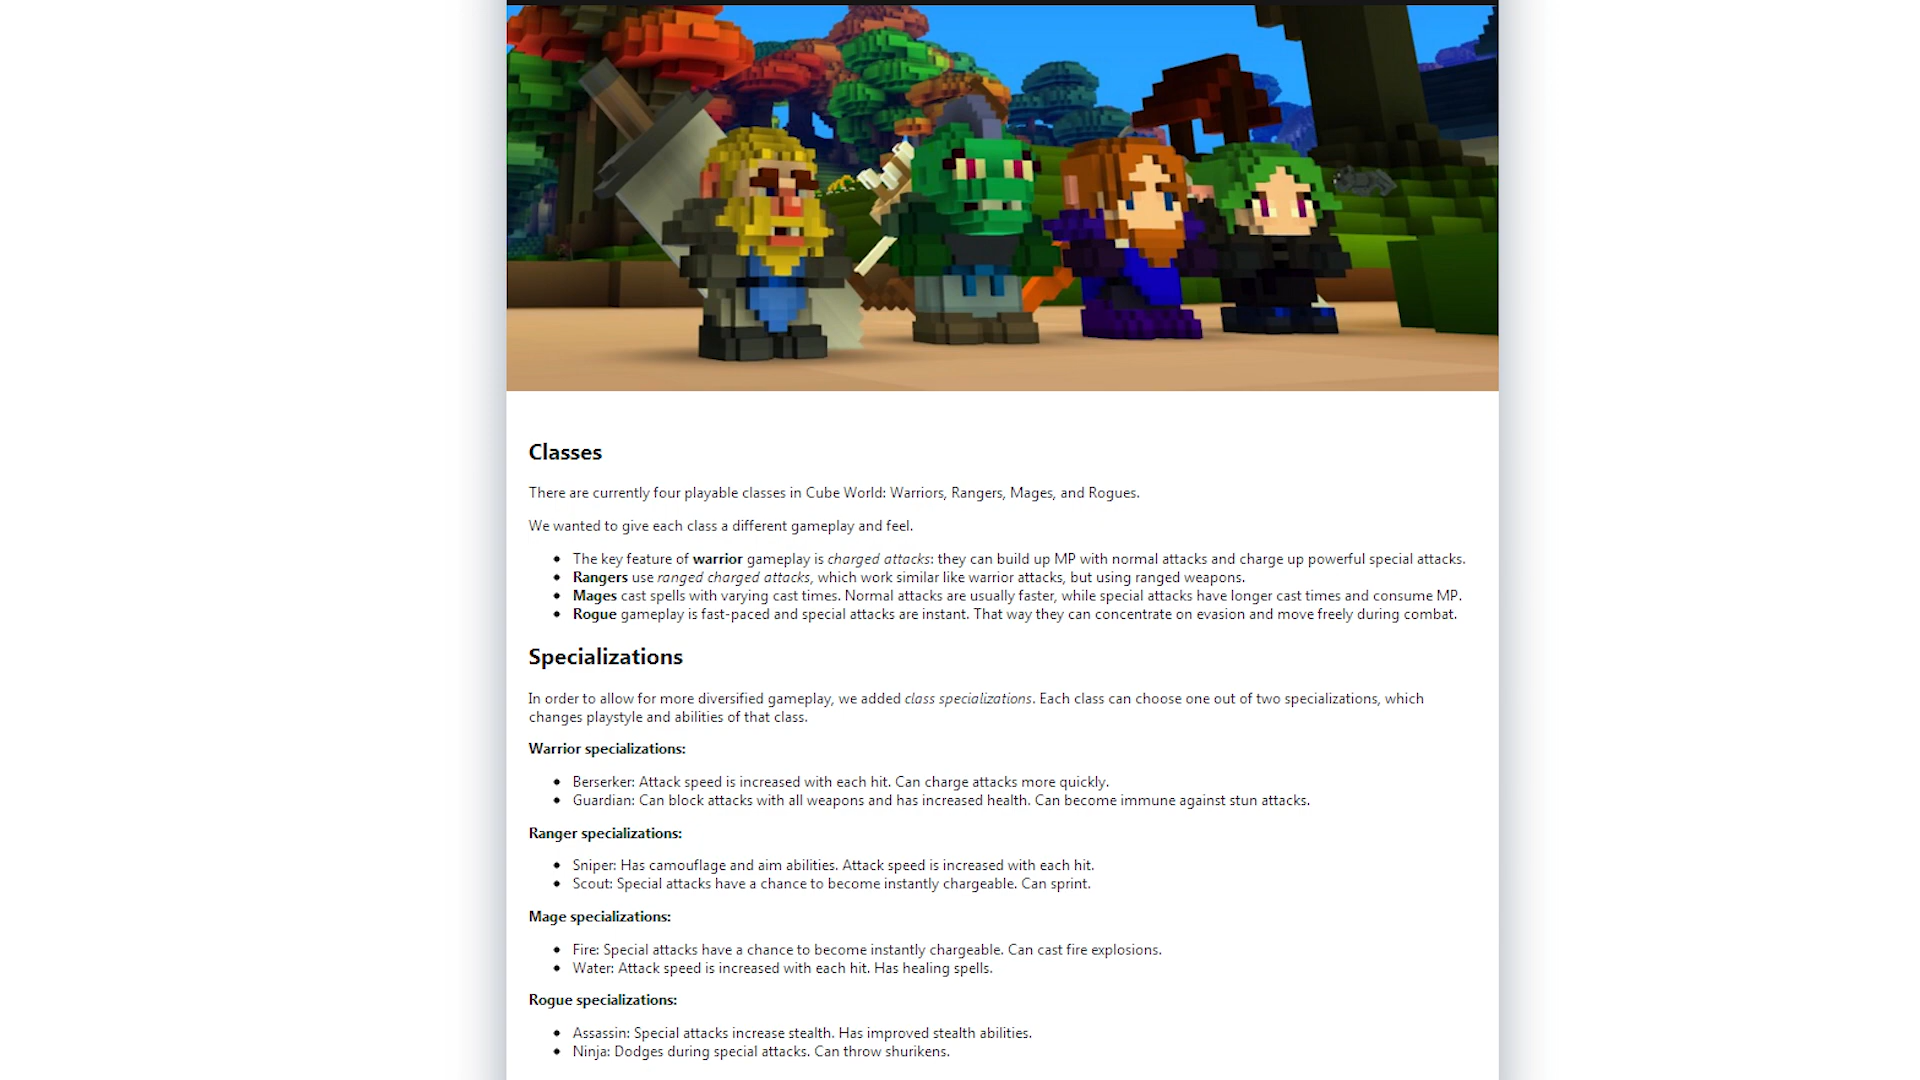 Classes
There are currently four playable classes in Cube World: Warriors, Rangers, Mages, and Rogues.
We wanted to give each class a different gameplay and feel.
• The key feature of warrior gameplay is charged attacks: they can build up MP with normal attacks and charge up powerful special attacks.
• Rangers use ranged charged attacks, which work similar like warrior attacks, but using ranged weapons.
• Mages cast spells with varying cast times. Normal attacks are usually faster, while special attacks have longer cast times and consume MP.
• Rogue gameplay is fast-paced and special attacks are instant. That way they can concentrate on evasion and move freely during combat.
Specializations
In order to allow for more diversified gameplay, we added class specializations. Each class can choose one out of two specializations, which
changes playstyle and abilities of that class.
Warrior specializations:
• Berserker: Attack speed is increased with each hit. Can charge attacks more quickly.
• Guardian: Can block attacks with all weapons and has increased health. Can become immune against stun attacks.
Ranger specializations:
• Sniper: Has camouflage and aim abilities. Attack speed is increased with each hit.
• Scout: Special attacks have a chance to become instantly chargeable. Can sprint.
Mage specializations:
• Fire: Special attacks have a chance to become instantly chargeable. Can cast fire explosions.
• Water: Attack speed is increased with each hit. Has healing spells.
Rogue specializations:
• Assassin: Special attacks increase stealth. Has improved stealth abilities.
• Ninja: Dodges during special attacks. Can throw shurikens.